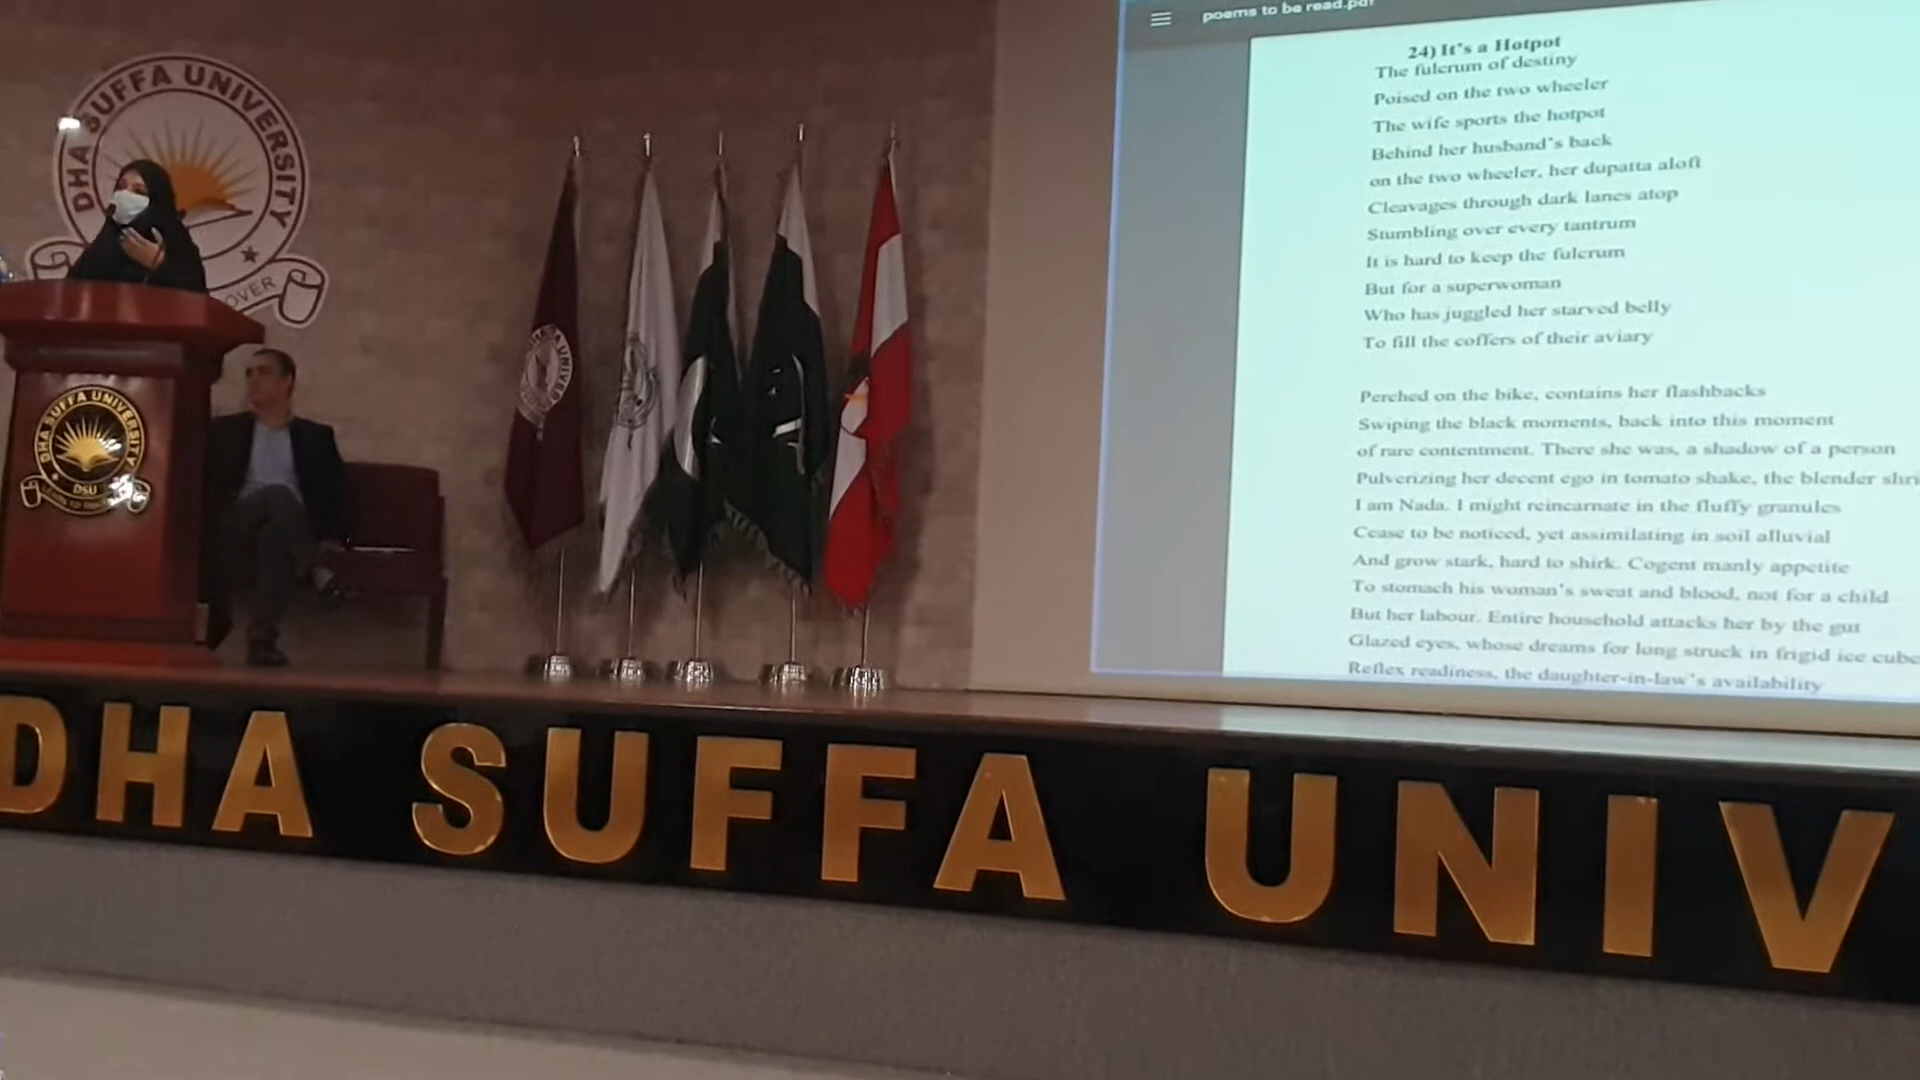 DHA SUFFA UNIVERSITY
OVER
DHA SUFFA UNIVERSITY
DSU
poems to be read.pdf
24) It's a Hotpot
The fulcrum of destiny
Poised on the two wheeler
The wife sports the hotpot
Behind her husband's back
on the two wheeler, her dupatta aloft
Cleavages through dark lanes atop
Stumbling over every tantrum
It is hard to keep the fulcrum
But for a superwoman
Who has juggled her starved belly
To fill the coffers of their aviary
Perched on the bike, contains her flashbacks
Swiping the black moments, back into this moment
of rare contentment. There she was, a shadow of a person
Pulverizing her decent ego in tomato shake, the blender shri
I am Nada. I might reincarnate in the fluffy granules
Cease to be noticed, yet assimilating in soil alluvial
And grow stark, hard to shirk. Cogent manly appetite
To stomach his woman's sweat and blood, not for a child
But her labour. Entire household attacks her by the gut
Glazed eyes, whose dreams for long struck in frigid ice cube
Reflex readiness, the daughter-in-law's availability
DHA SUFFA UNIV